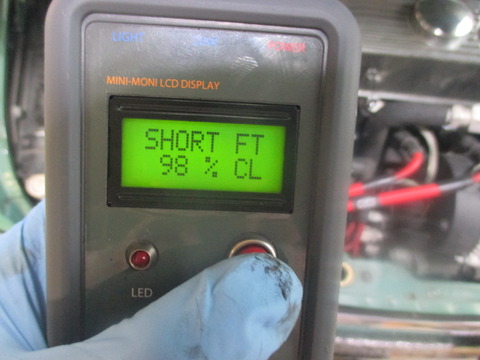 LIGHT
POWER
MINI-MONI LCD DISPLAY
SHORT FT
98 % CL
LED